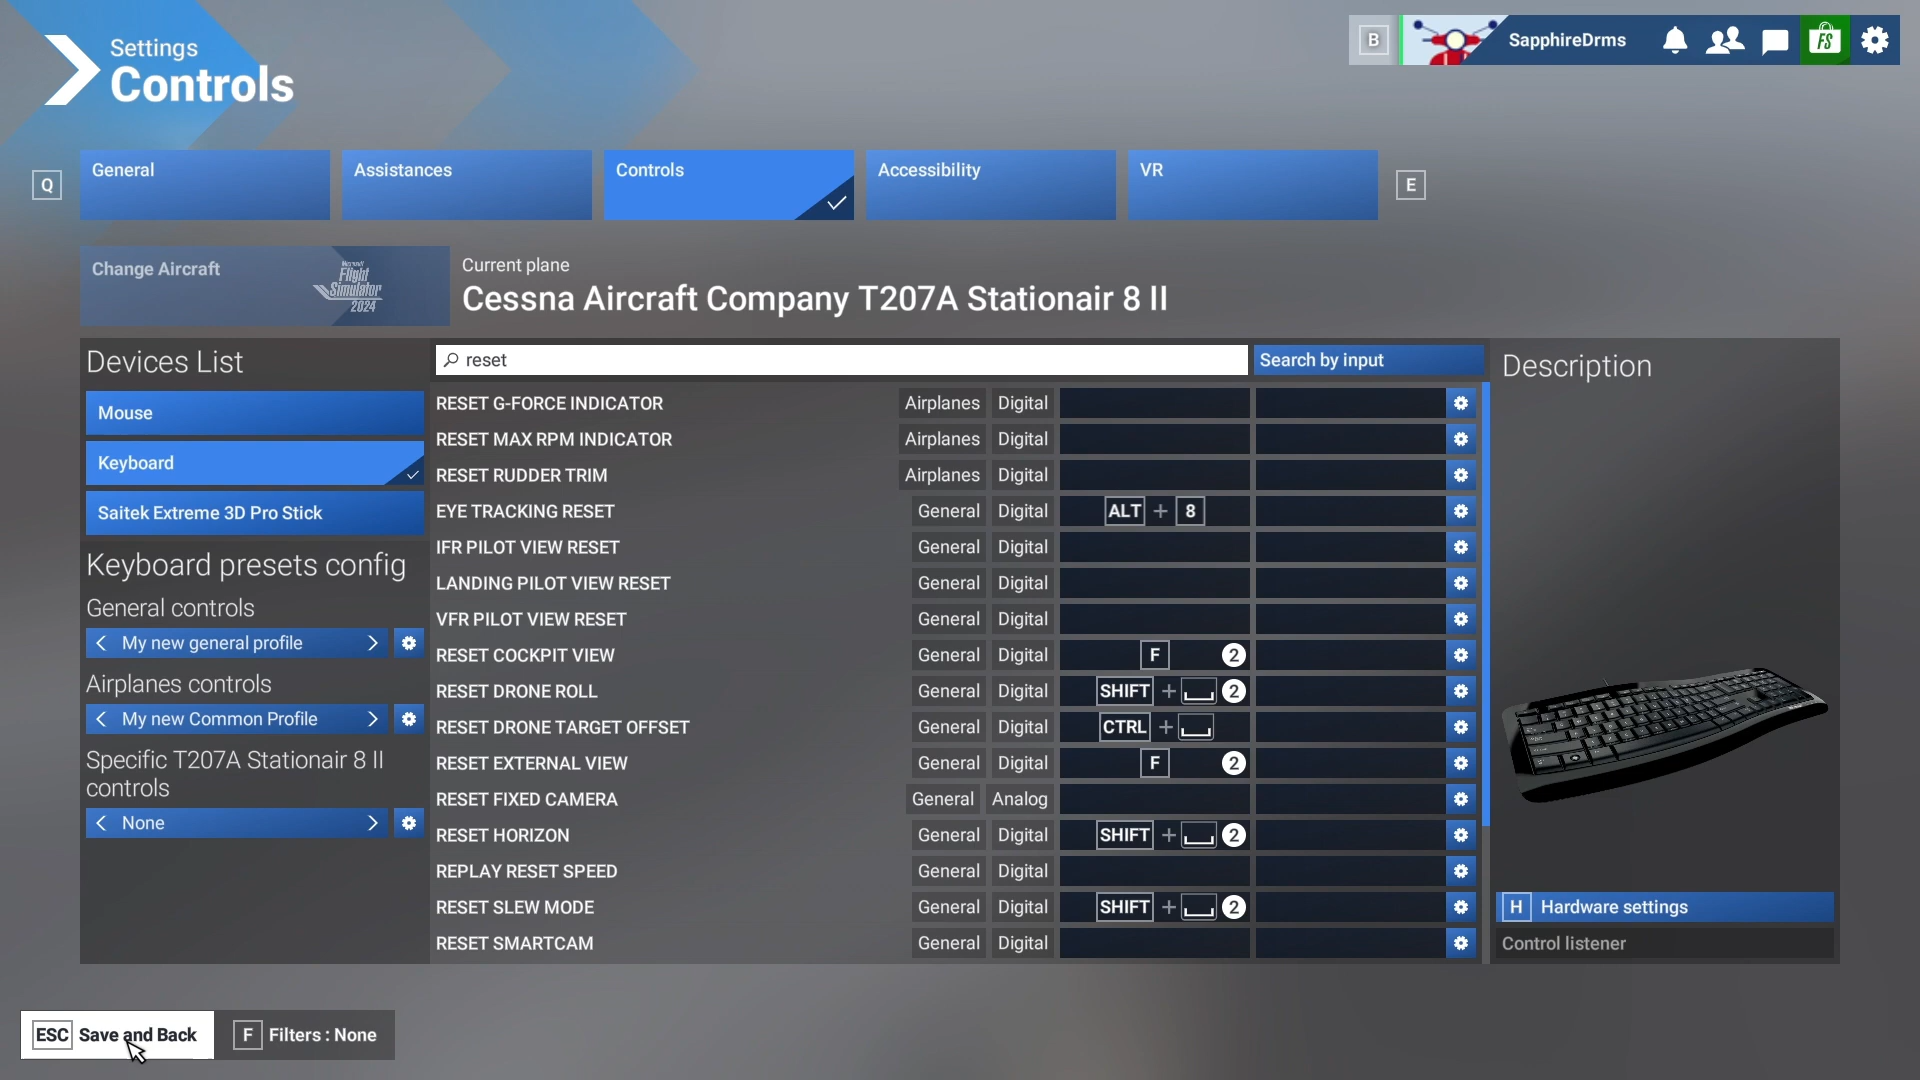 Settings
Controls
B
SapphireDrms
FS
Q
General
Assistances
Controls
Accessibility
VR
E
Change Aircraft
Microsoft
Flight
Simulator
2024
Current plane
Cessna Aircraft Company T207A Stationair 8 II
Devices List
Mouse
Keyboard
Saitek Extreme 3D Pro Stick
Keyboard presets config
General controls
My new general profile
Airplanes controls
My new Common Profile
Specific T207A Stationair 8 II
controls
None
reset
Search by input
RESET G-FORCE INDICATOR Airplanes Digital
RESET MAX RPM INDICATOR Airplanes Digital
RESET RUDDER TRIM Airplanes Digital
EYE TRACKING RESET General Digital ALT + 8
IFR PILOT VIEW RESET General Digital
LANDING PILOT VIEW RESET General Digital
VFR PILOT VIEW RESET General Digital
RESET COCKPIT VIEW General Digital F 2
RESET DRONE ROLL General Digital SHIFT + 2
RESET DRONE TARGET OFFSET General Digital CTRL +
RESET EXTERNAL VIEW General Digital F 2
RESET FIXED CAMERA General Analog
RESET HORIZON General Digital SHIFT + 2
REPLAY RESET SPEED General Digital
RESET SLEW MODE General Digital SHIFT + 2
RESET SMARTCAM General Digital
Description
H Hardware settings
Control listener
ESC Save and Back
F Filters : None